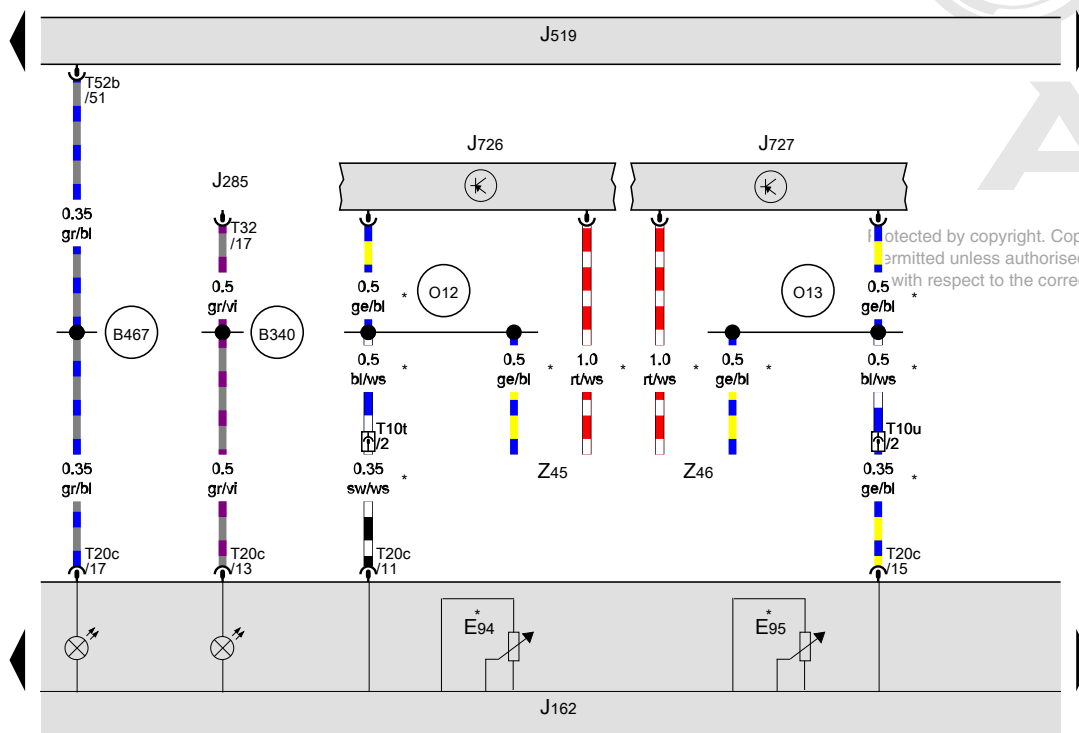 J519
T52b
/51
J726
J727
J285
0.35
gr/bl
T32
/17
Protected by copyright. Cop
ermitted unless authorised
with respect to the corre
0.5
gr/vi
0.5
ge/bl *
O12
O13
0.5
ge/bl *
B467
B340
0.5
bl/ws *
0.5
ge/bl *
1.0
rt/ws *
1.0
rt/ws *
0.5
ge/bl *
0.5
bl/ws *
T10t
/2
T10u
/2
0.35
gr/bl
0.5
gr/vi
0.35
sw/ws *
Z45
Z46
0.35
ge/bl *
T20c
/17
T20c
/13
T20c
/11
T20c
/15
*
E94
*
E95
J162